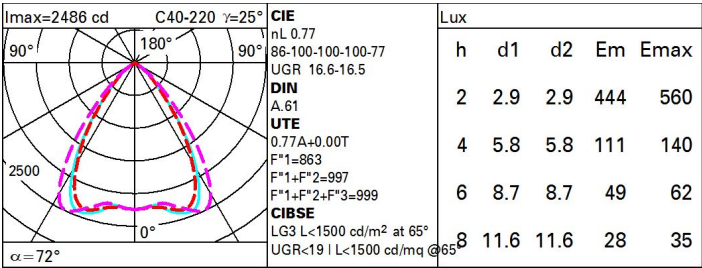 Imax=2486 cd C40-220 γ=25°
90° 180° 90°
2500
0°
α=72°
CIE
nL 0.77
86-100-100-100-77
UGR 16.6-16.5
DIN
A.61
UTE
0.77A+0.00T
F"1=863
F"1+F"2=997
F"1+F"2+F"3=999
CIBSE
LG3 L<1500 cd/m² at 65°
UGR<19 | L<1500 cd/mq @65°
Lux
h d1 d2 Em Emax
2 2.9 2.9 444 560
4 5.8 5.8 111 140
6 8.7 8.7 49 62
8 11.6 11.6 28 35